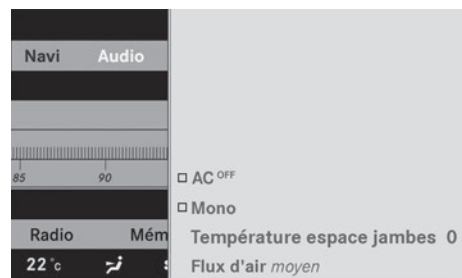 Navi Audio
85 90
□ AC OFF
□ Mono
Radio Mém
Température espace jambes 0
22 °c
Flux d'air moyen